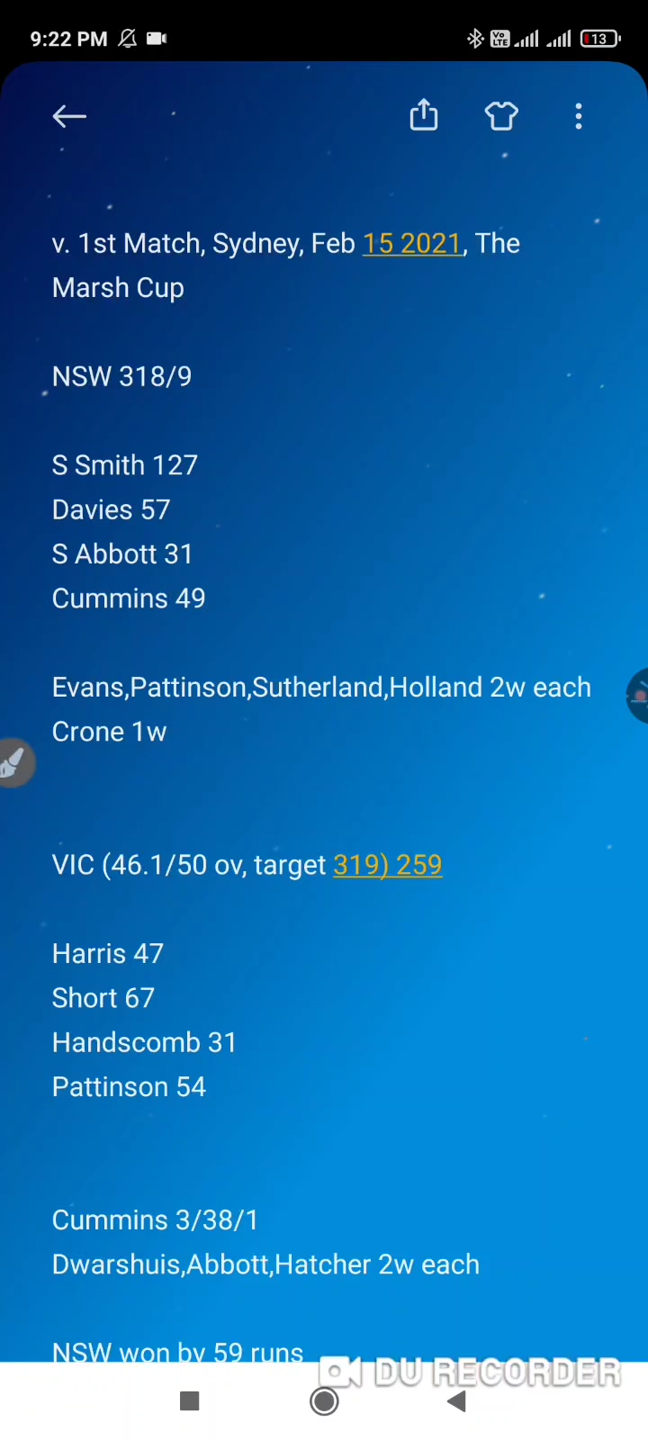 9:22 PM
Vo LTE
13
v. 1st Match, Sydney, Feb 15 2021, The
Marsh Cup
NSW 318/9
S Smith 127
Davies 57
S Abbott 31
Cummins 49
Evans,Pattinson,Sutherland,Holland 2w each
Crone 1w
VIC (46.1/50 ov, target 319) 259
Harris 47
Short 67
Handscomb 31
Pattinson 54
Cummins 3/38/1
Dwarshuis,Abbott,Hatcher 2w each
NSW won by 59 runs
DU RECORDER